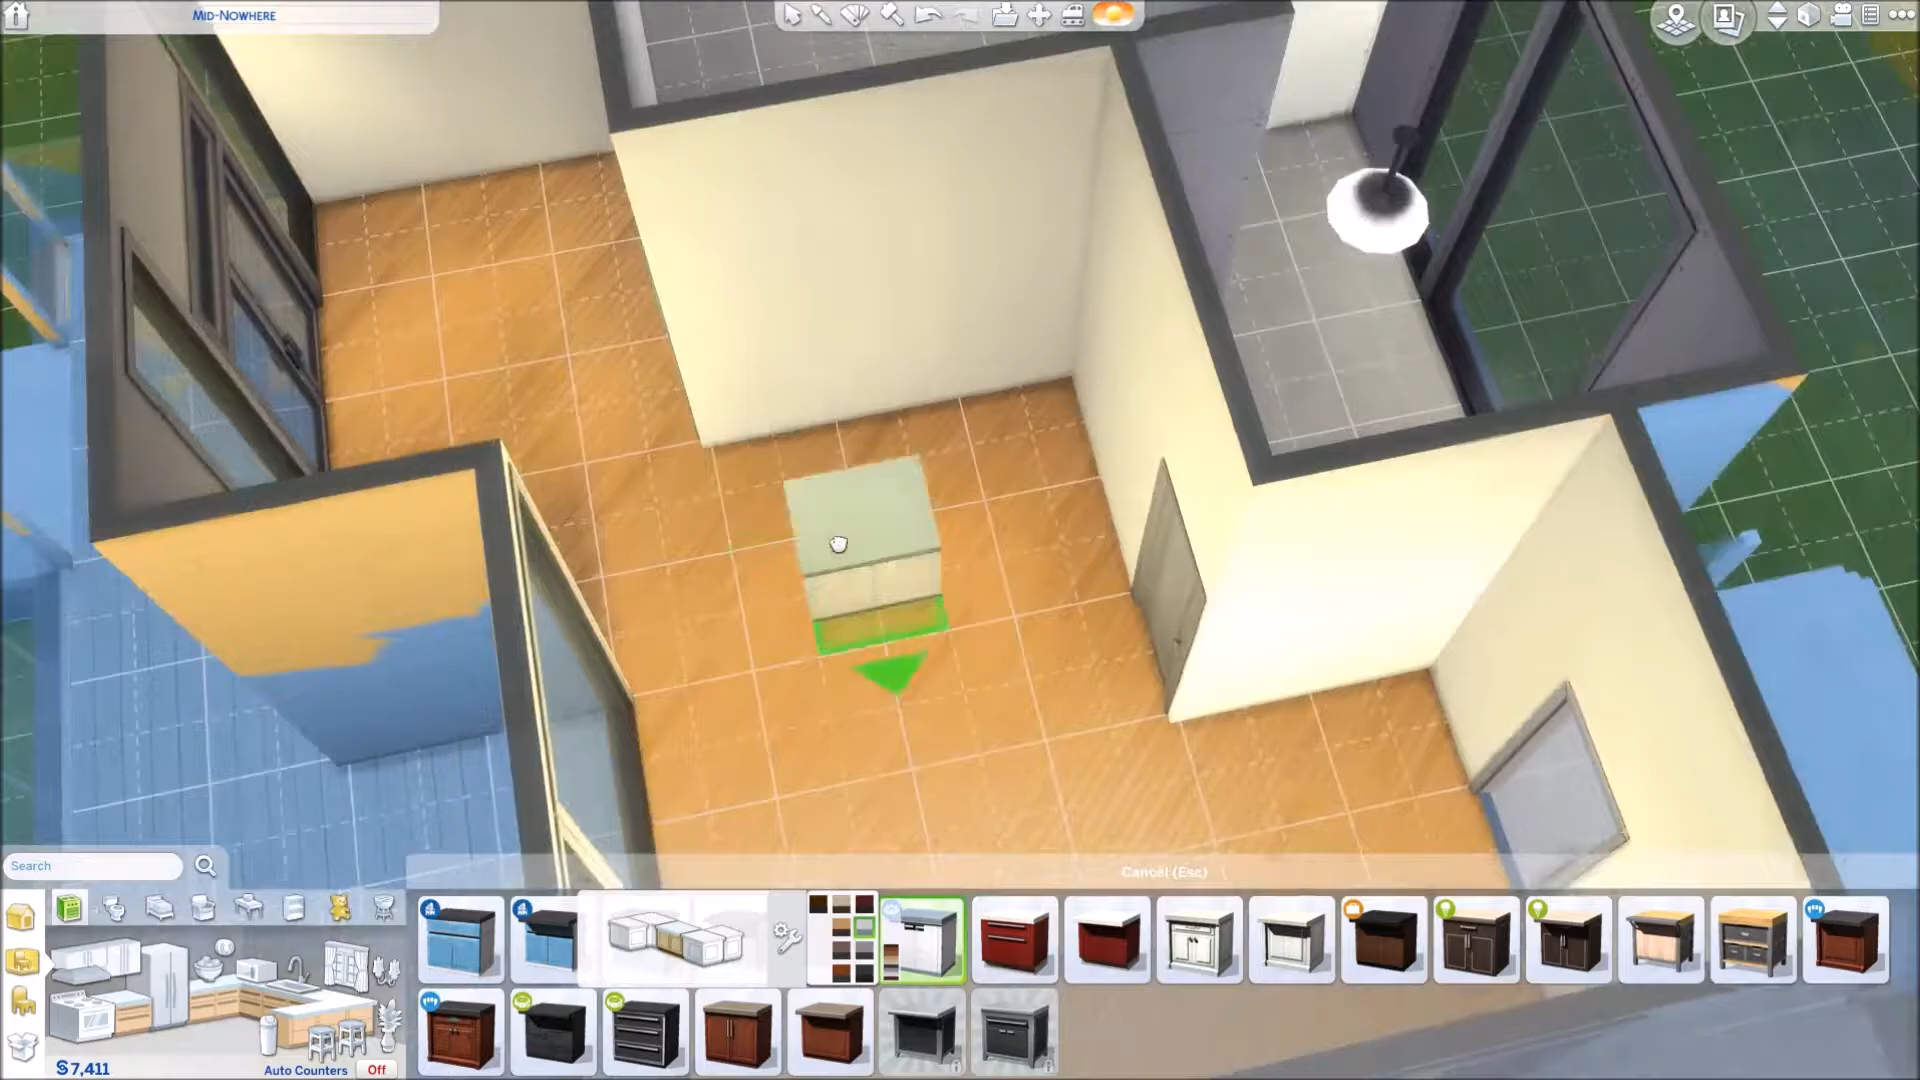 Mid-Nowhere
Cancel (Esc)
Search
§7,411
Auto Counters
Off